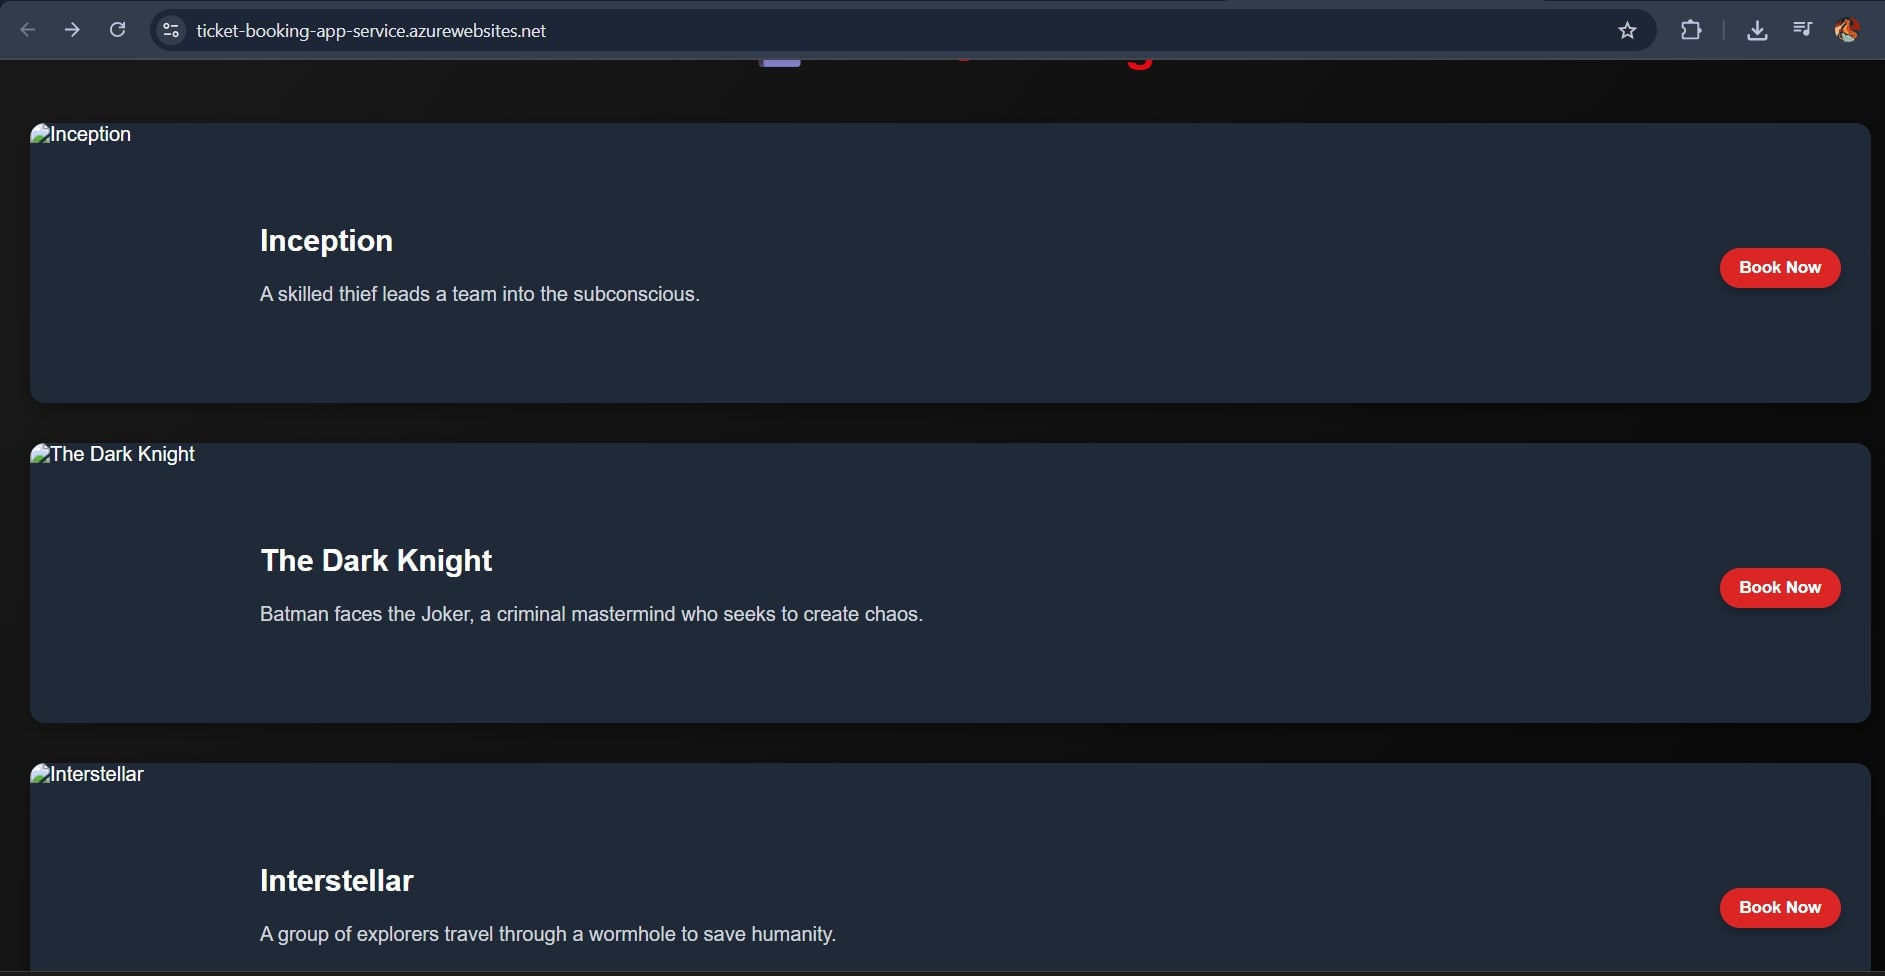 ticket-booking-app-service.azurewebsites.net
Inception
Inception
A skilled thief leads a team into the subconscious.
Book Now
The Dark Knight
The Dark Knight
Batman faces the Joker, a criminal mastermind who seeks to create chaos.
Book Now
Interstellar
Interstellar
A group of explorers travel through a wormhole to save humanity.
Book Now